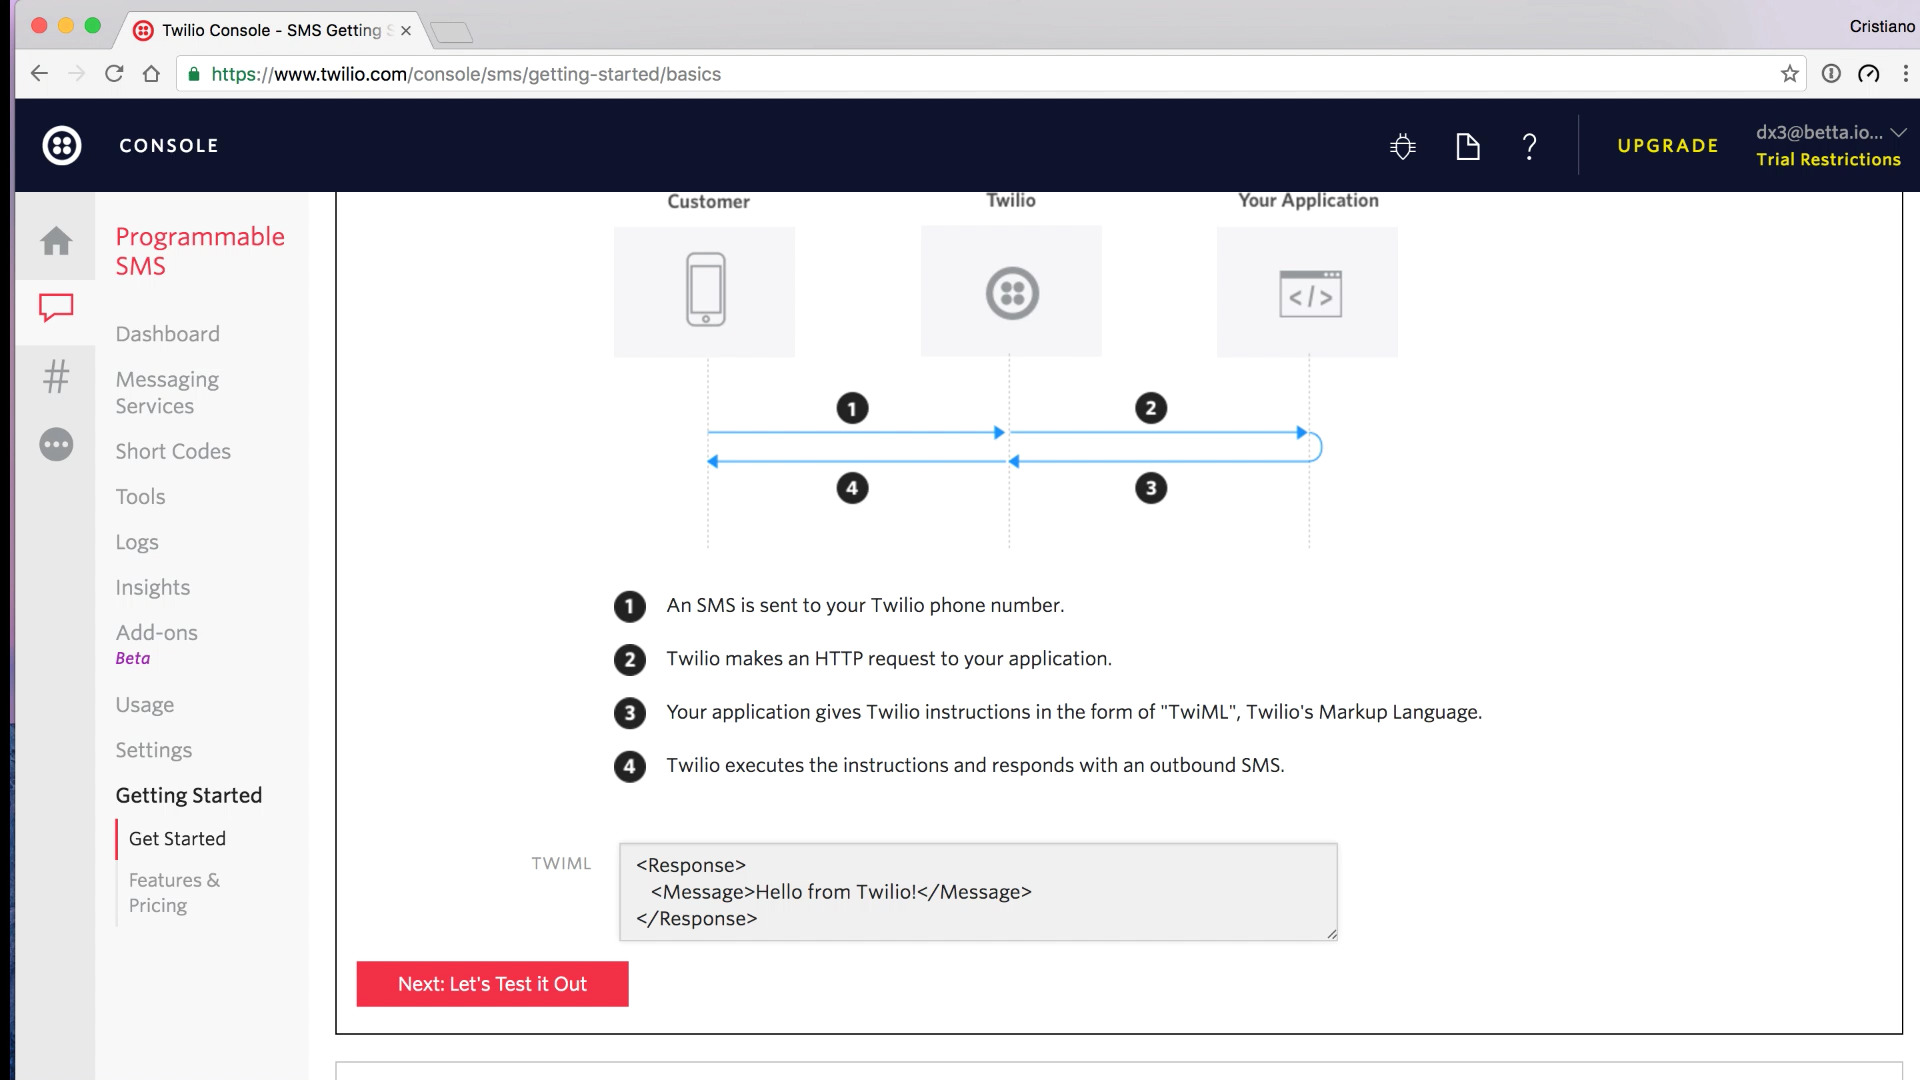 Twilio Console - SMS Getting
Cristiano
https://www.twilio.com/console/sms/getting-started/basics
CONSOLE
?
UPGRADE
dx3@betta.io...
Trial Restrictions
Programmable
SMS
Dashboard
Messaging
Services
Short Codes
Tools
Logs
Insights
Add-ons
Beta
Usage
Settings
Getting Started
Get Started
Features &
Pricing
Customer Twilio Your Application
</>
1 2
4 3
1 An SMS is sent to your Twilio phone number.
2 Twilio makes an HTTP request to your application.
3 Your application gives Twilio instructions in the form of "TwiML", Twilio's Markup Language.
4 Twilio executes the instructions and responds with an outbound SMS.
TWIML
<Response>
<Message>Hello from Twilio!</Message>
</Response>
Next: Let's Test it Out